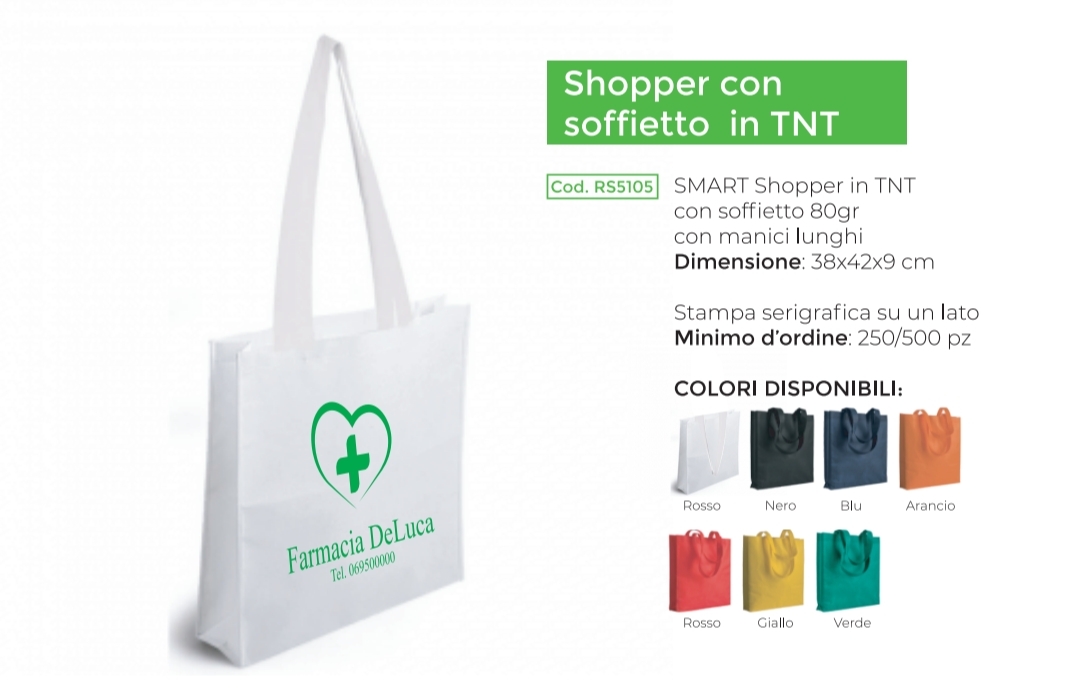 Shopper con
soffietto in TNT
Cod. RS5105
SMART Shopper in TNT
con soffietto 80gr
con manici lunghi
Dimensione: 38x42x9 cm
Stampa serigrafica su un lato
Minimo d'ordine: 250/500 pz
COLORI DISPONIBILI:
Rosso Nero Blu Arancio
Rosso Giallo Verde
Farmacia DeLuca
Tel. 069500000